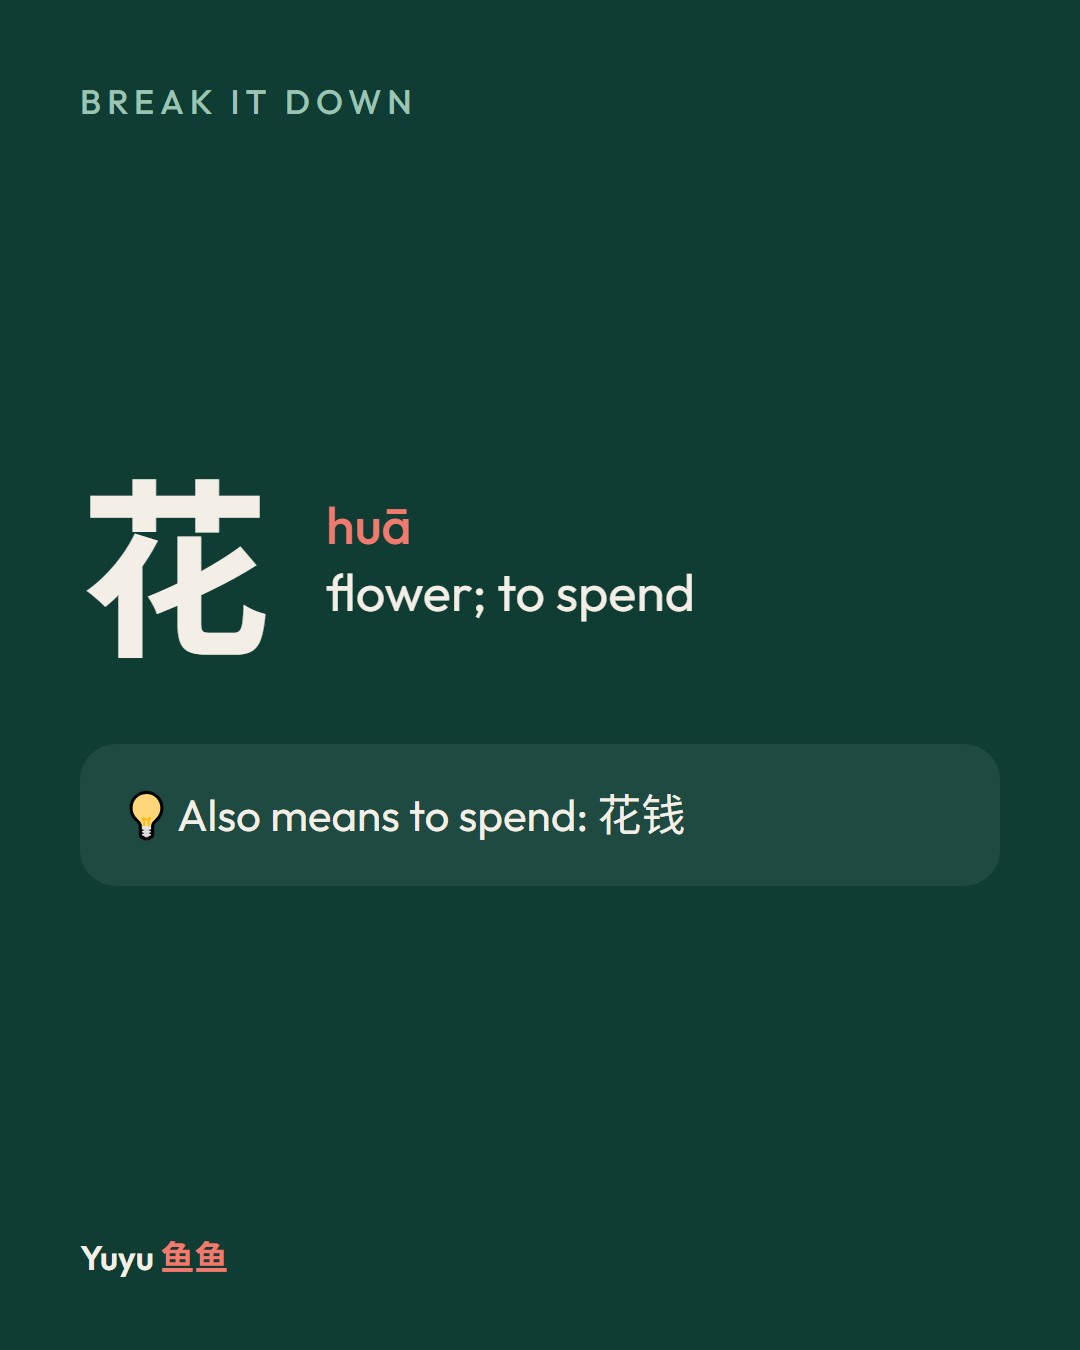 BREAK IT DOWN
花
huā
flower; to spend
💡 Also means to spend: 花钱
Yuyu 鱼鱼